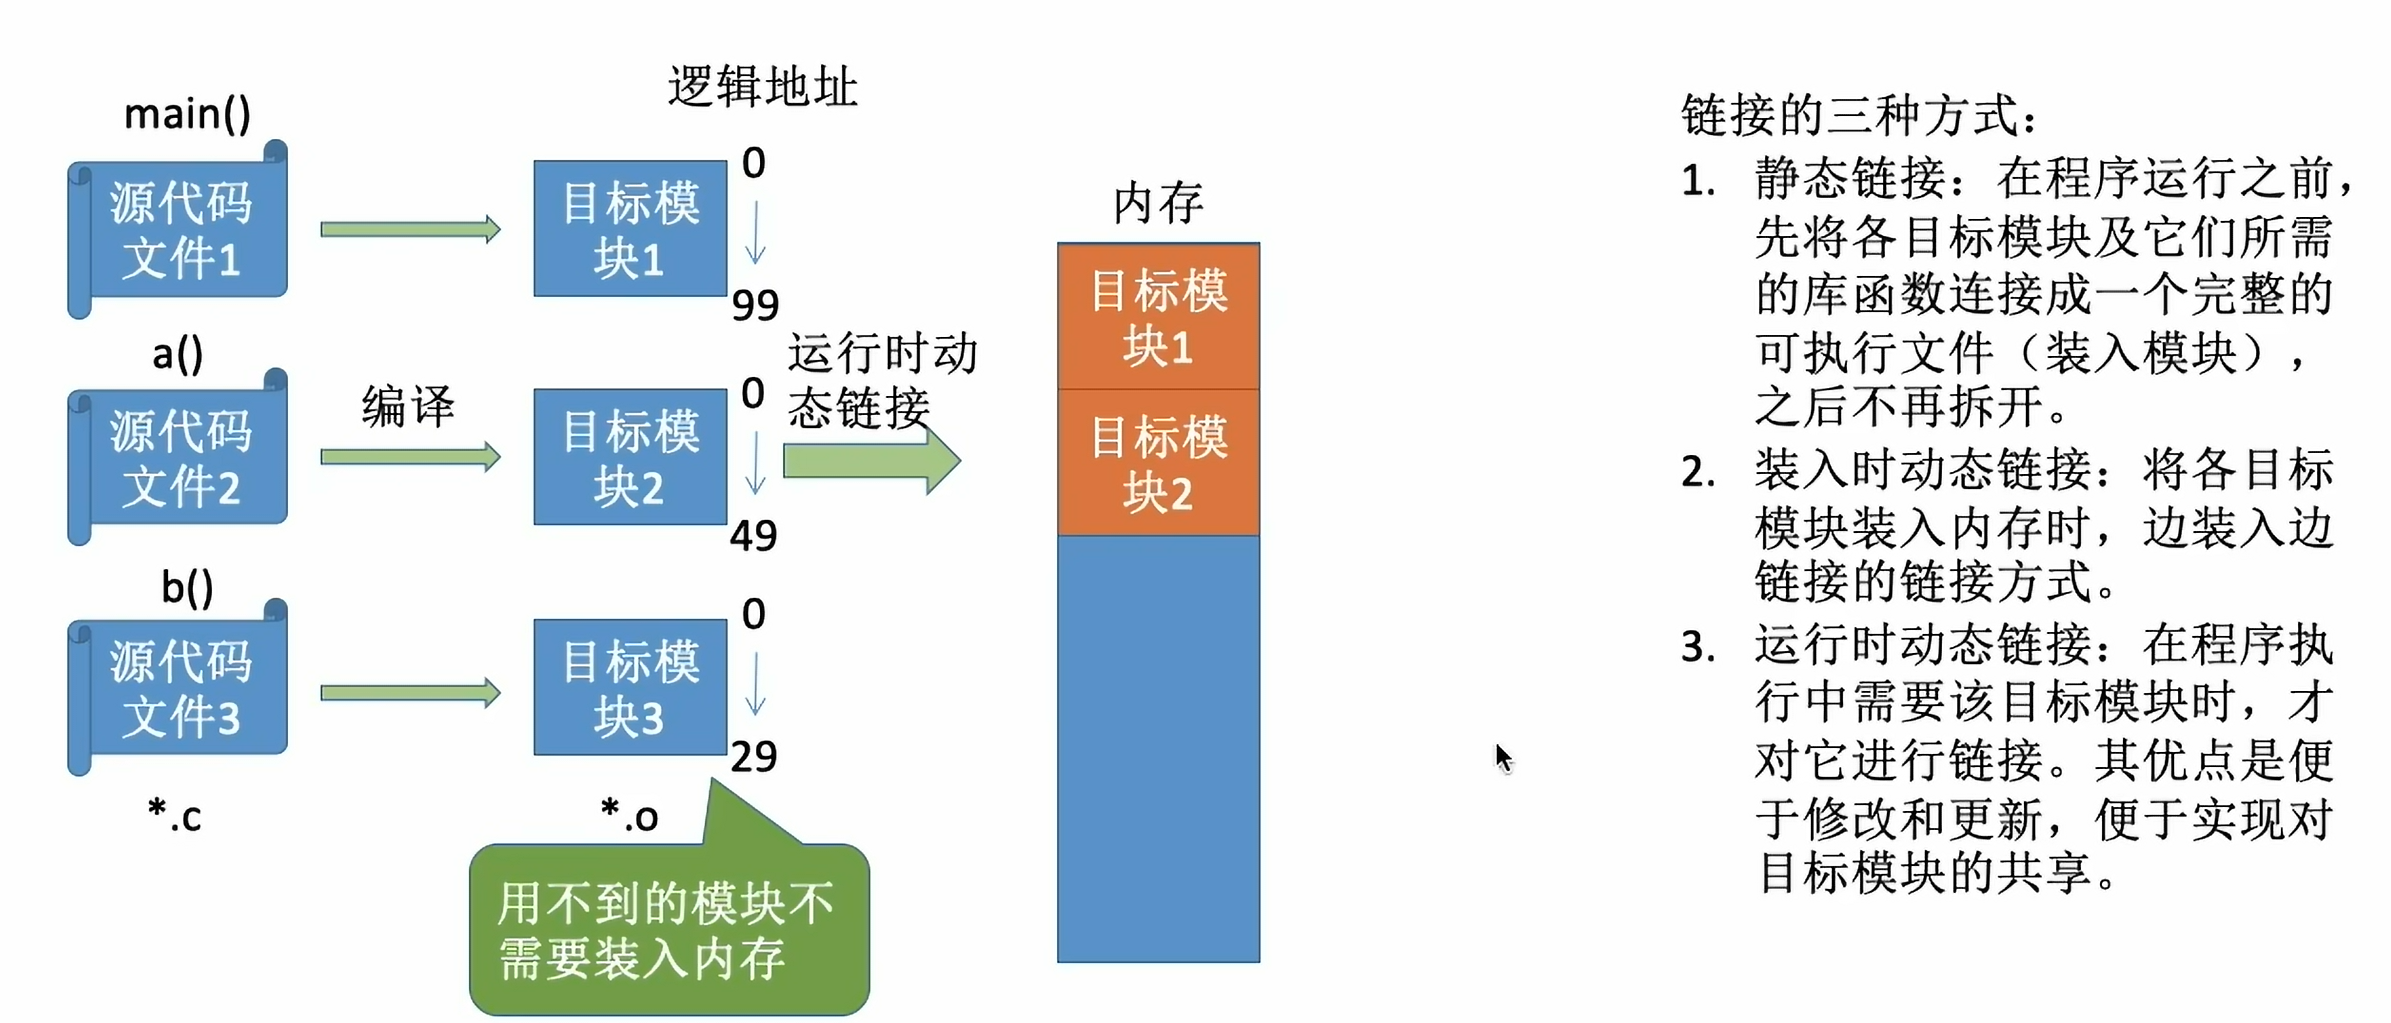 逻辑地址
main()
源代码
文件1
目标模
块1
0
99
a()
源代码
文件2
编译
目标模
块2
0
49
运行时动
态链接
b()
源代码
文件3
目标模
块3
0
29
*.c
*.o
用不到的模块不
需要装入内存
内存
目标模
块1
目标模
块2
链接的三种方式：
1. 静态链接：在程序运行之前，
先将各目标模块及它们所需
的库函数连接成一个完整的
可执行文件（装入模块），
之后不再拆开。
2. 装入时动态链接：将各目标
模块装入内存时，边装入边
链接的链接方式。
3. 运行时动态链接：在程序执
行中需要该目标模块时，才
对它进行链接。其优点是便
于修改和更新，便于实现对
目标模块的共享。